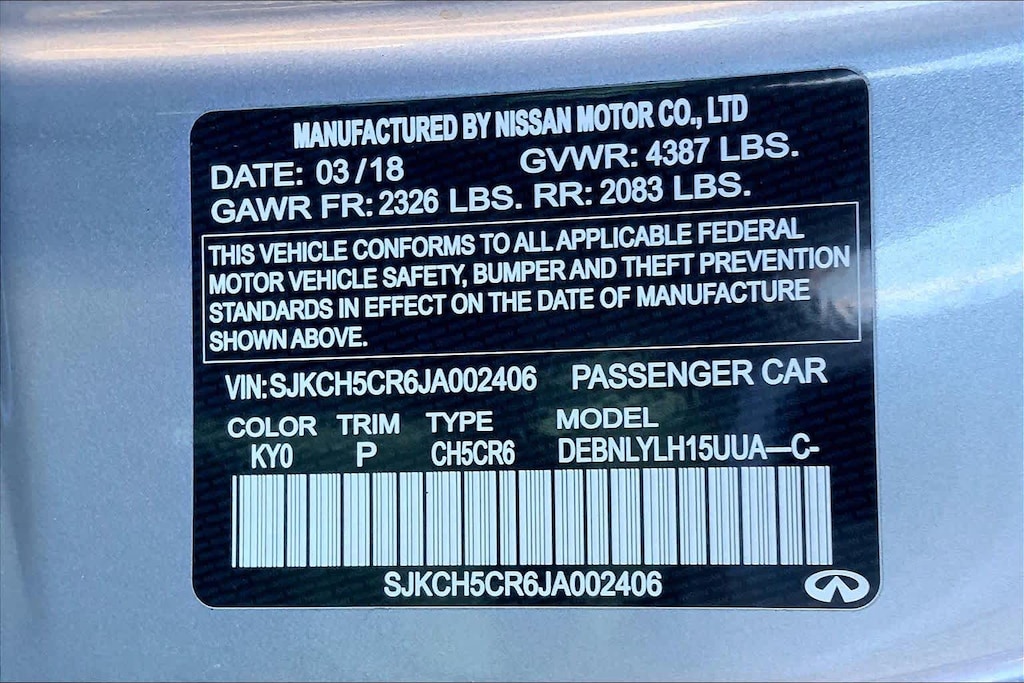 MANUFACTURED BY NISSAN MOTOR CO., LTD
DATE: 03/18 GVWR: 4387 LBS.
GAWR FR: 2326 LBS. RR: 2083 LBS.
THIS VEHICLE CONFORMS TO ALL APPLICABLE FEDERAL
MOTOR VEHICLE SAFETY, BUMPER AND THEFT PREVENTION
STANDARDS IN EFFECT ON THE DATE OF MANUFACTURE
SHOWN ABOVE.
VIN: SJKCH5CR6JA002406 PASSENGER CAR
COLOR TRIM TYPE MODEL
KY0 P CH5CR6 DEBNLYLH15UUA—C-
SJKCH5CR6JA002406